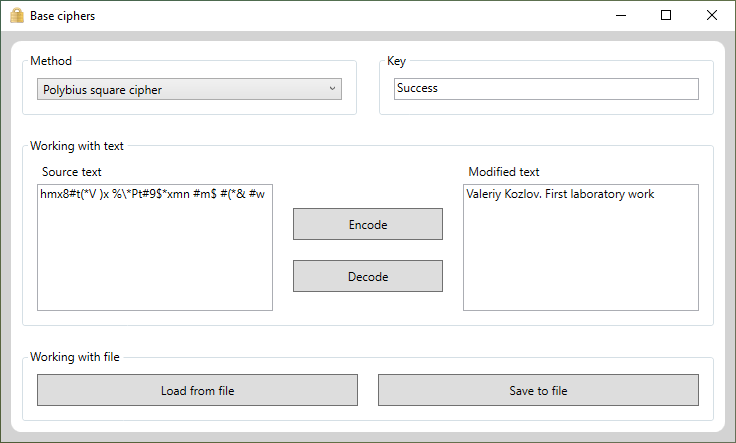 Base ciphers
Method
Key
Polybius square cipher
Success
Working with text
Source text
Modified text
hmx8#t(*V )x %\*Pt#9$*xmn #m$ #(*& #w
Valeriy Kozlov. First laboratory work
Encode
Decode
Working with file
Load from file
Save to file